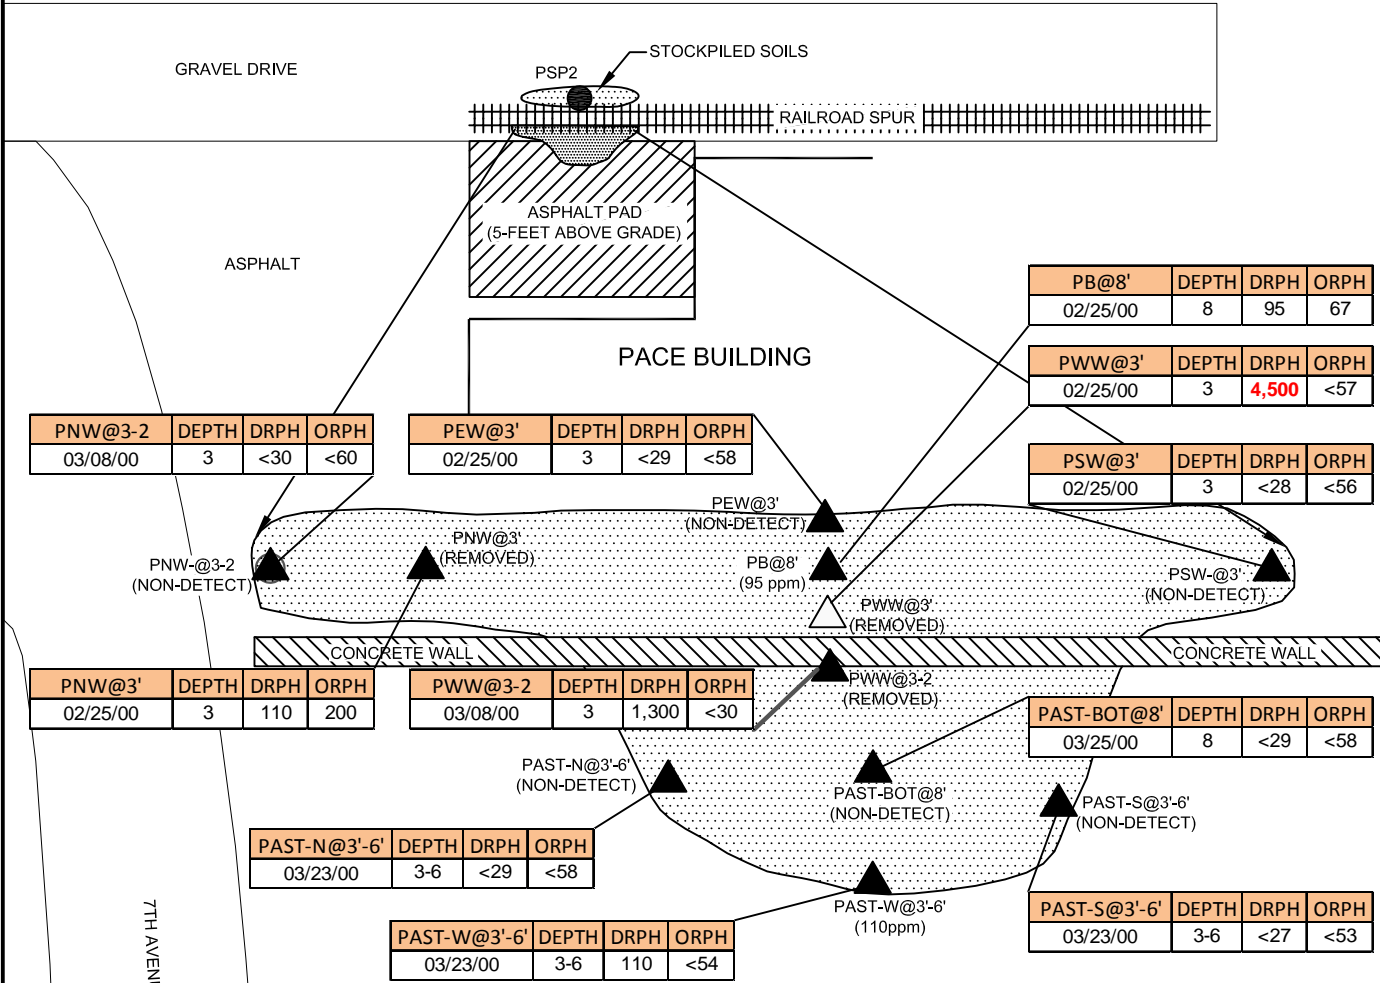 STOCKPILED SOILS
GRAVEL DRIVE
PSP2
RAILROAD SPUR
ASPHALT PAD
(5-FEET ABOVE GRADE)
ASPHALT
PACE BUILDING
PB@8' DEPTH DRPH ORPH
02/25/00 8 95 67
PWW@3' DEPTH DRPH ORPH
02/25/00 3 4,500 <57
PNW@3-2 DEPTH DRPH ORPH
03/08/00 3 <30 <60
PEW@3' DEPTH DRPH ORPH
02/25/00 3 <29 <58
PSW@3' DEPTH DRPH ORPH
02/25/00 3 <28 <56
PEW@3'
(NON-DETECT)
PNW@3'
(REMOVED)
PNW-@3-2
(NON-DETECT)
PB@8'
(95 ppm)
PSW-@3'
(NON-DETECT)
PWW@3'
(REMOVED)
CONCRETE WALL
CONCRETE WALL
PNW@3' DEPTH DRPH ORPH
02/25/00 3 110 200
PWW@3-2 DEPTH DRPH ORPH
03/08/00 3 1,300 <30
PWW@3-2
(REMOVED)
PAST-BOT@8' DEPTH DRPH ORPH
03/25/00 8 <29 <58
PAST-N@3'-6'
(NON-DETECT)
PAST-BOT@8'
(NON-DETECT)
PAST-S@3'-6'
(NON-DETECT)
PAST-N@3'-6' DEPTH DRPH ORPH
03/23/00 3-6 <29 <58
PAST-W@3'-6'
(110ppm)
PAST-S@3'-6' DEPTH DRPH ORPH
03/23/00 3-6 <27 <53
PAST-W@3'-6' DEPTH DRPH ORPH
03/23/00 3-6 110 <54
7TH